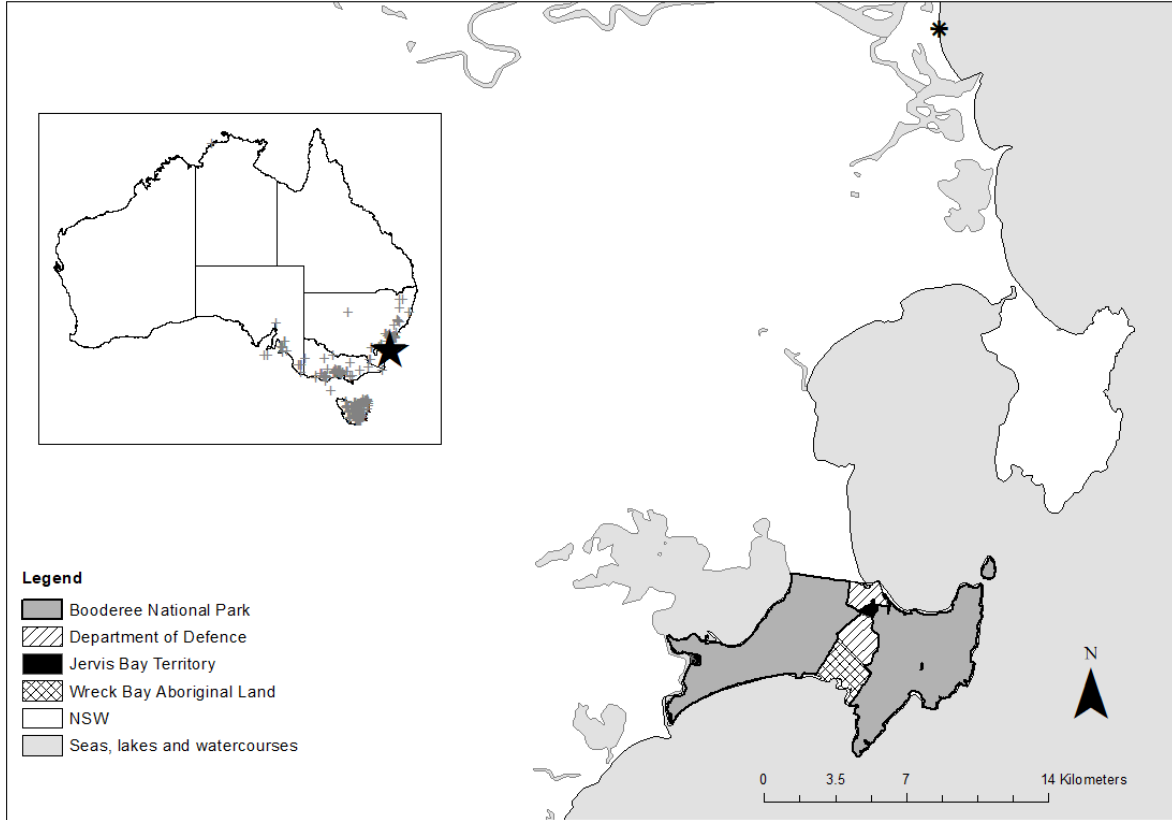 Legend
Booderee National Park
Department of Defence
Jervis Bay Territory
Wreck Bay Aboriginal Land
NSW
Seas, lakes and watercourses
N
0 3.5 7 14 Kilometers